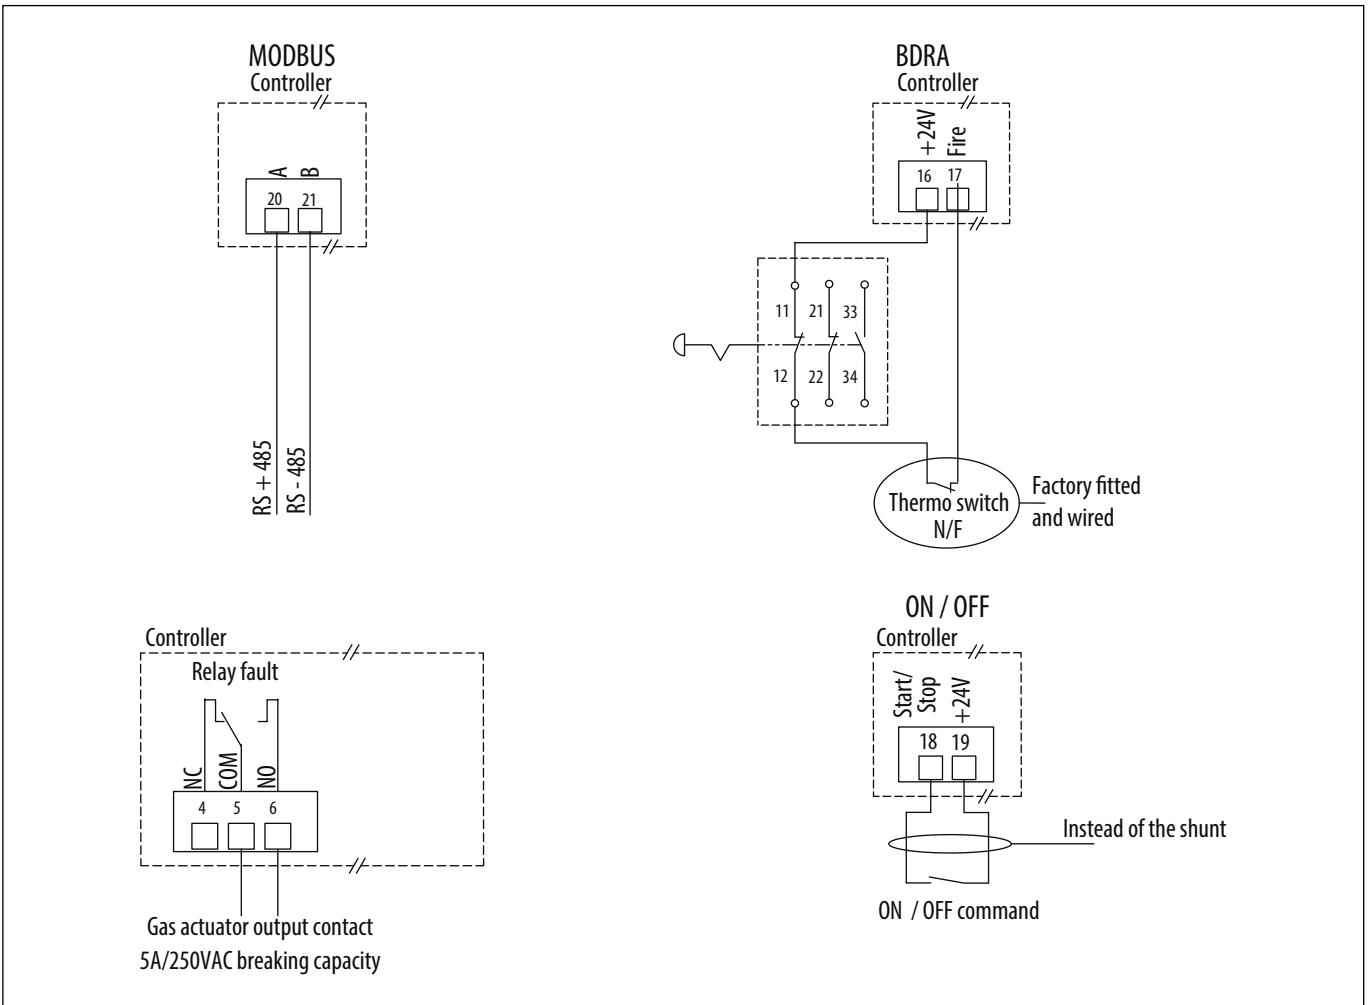 MODBUS
Controller
A
B
20 21
RS + 485
RS - 485
BDRA
Controller
+24V
Fire
16 17
11 21 33
12 22 34
Thermo switch
N/F
Factory fitted
and wired
Controller
Relay fault
NC
COM
NO
4 5 6
Gas actuator output contact
5A/250VAC breaking capacity
ON / OFF
Controller
Start/
Stop
+24V
18 19
Instead of the shunt
ON / OFF command